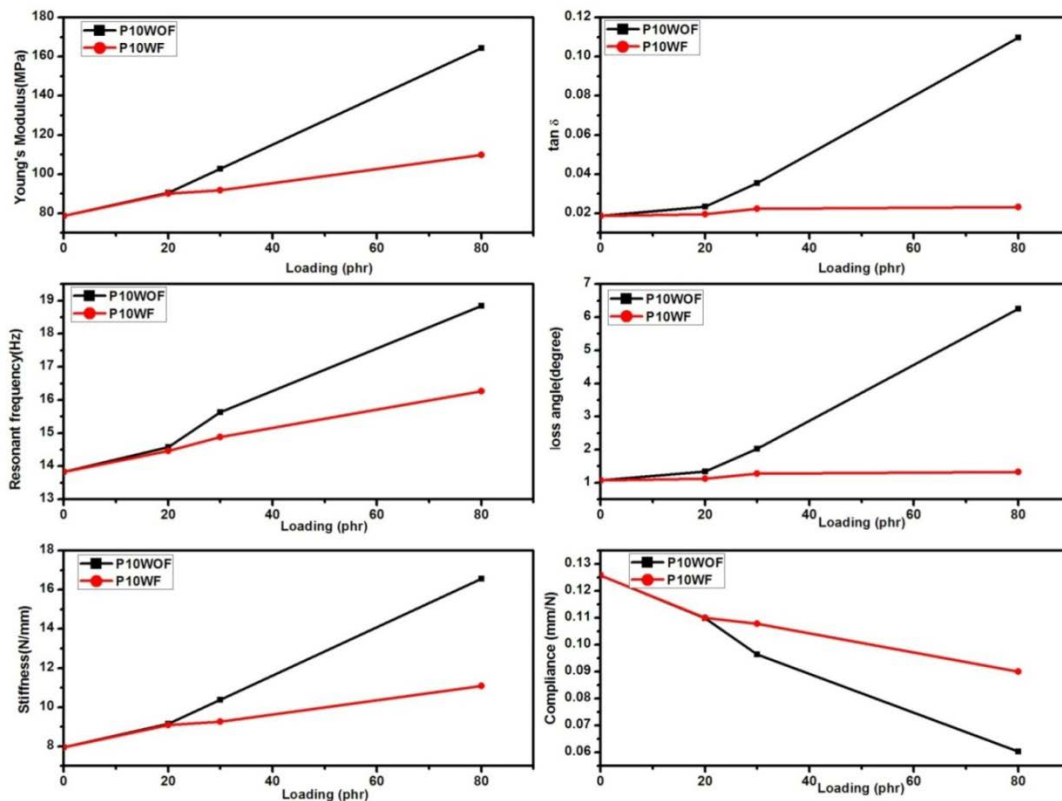 180
160
140
120
100
80
Young's Modulus(MPa)
P10WOF
P10WF
0 20 40 60 80
Loading (phr)
0.12
0.10
0.08
0.06
0.04
0.02
tan δ
P10WOF
P10WF
0 20 40 60 80
Loading (phr)
19
18
17
16
15
14
13
Resonant frequency(Hz)
P10WOF
P10WF
0 20 40 60 80
Loading (phr)
7
6
5
4
3
2
1
loss angle(degree)
P10WOF
P10WF
0 20 40 60 80
Loading (phr)
18
16
14
12
10
8
Stiffness(N/mm)
P10WOF
P10WF
0 20 40 60 80
Loading (phr)
0.13
0.12
0.11
0.10
0.09
0.08
0.07
0.06
Compliance (mm/N)
P10WOF
P10WF
0 20 40 60 80
Loading (phr)